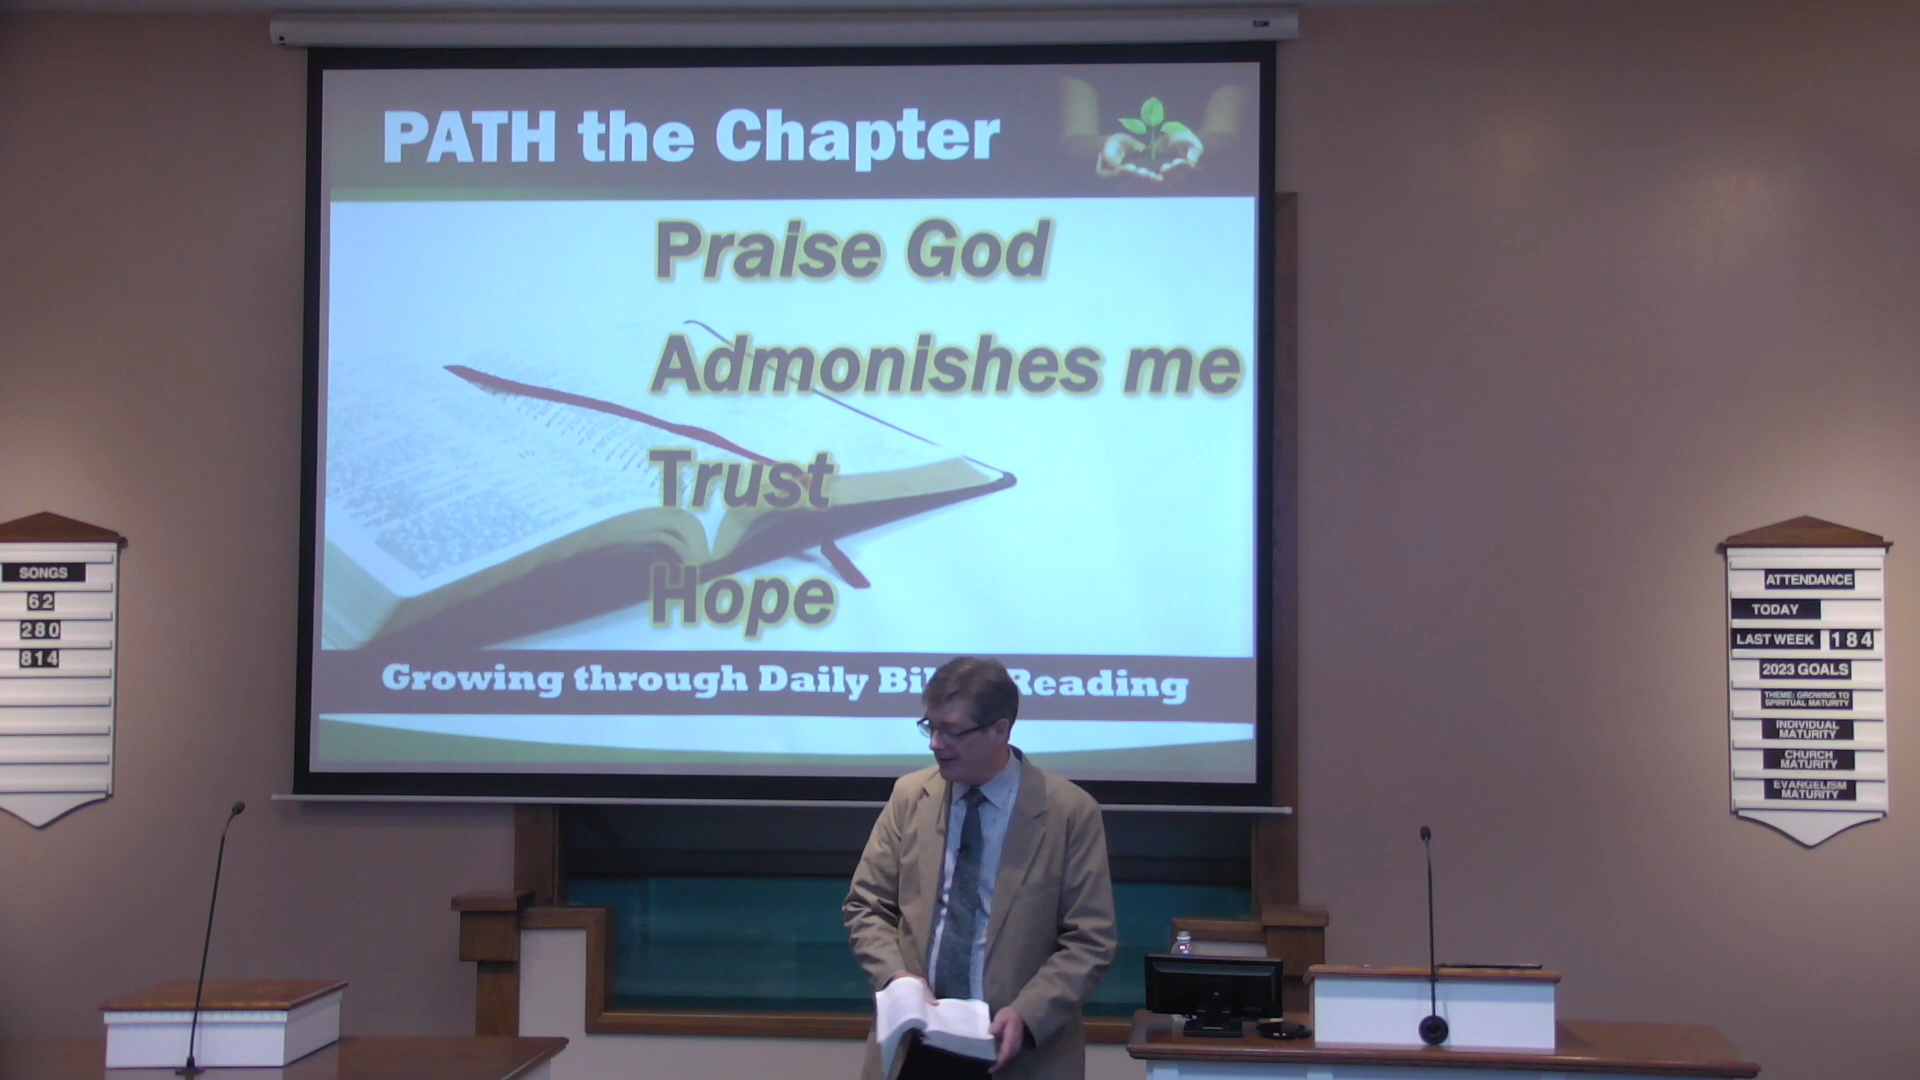 PATH the Chapter
Praise God
Admonishes me
Trust
Hope
Growing through Daily Reading
SONGS
62
280
814
ATTENDANCE
TODAY
LAST WEEK 184
2023 GOALS
THEME: GROWING TO
SPIRITUAL MATURITY
INDIVIDUAL
MATURITY
CHURCH
MATURITY
EVANGELISM
MATURITY